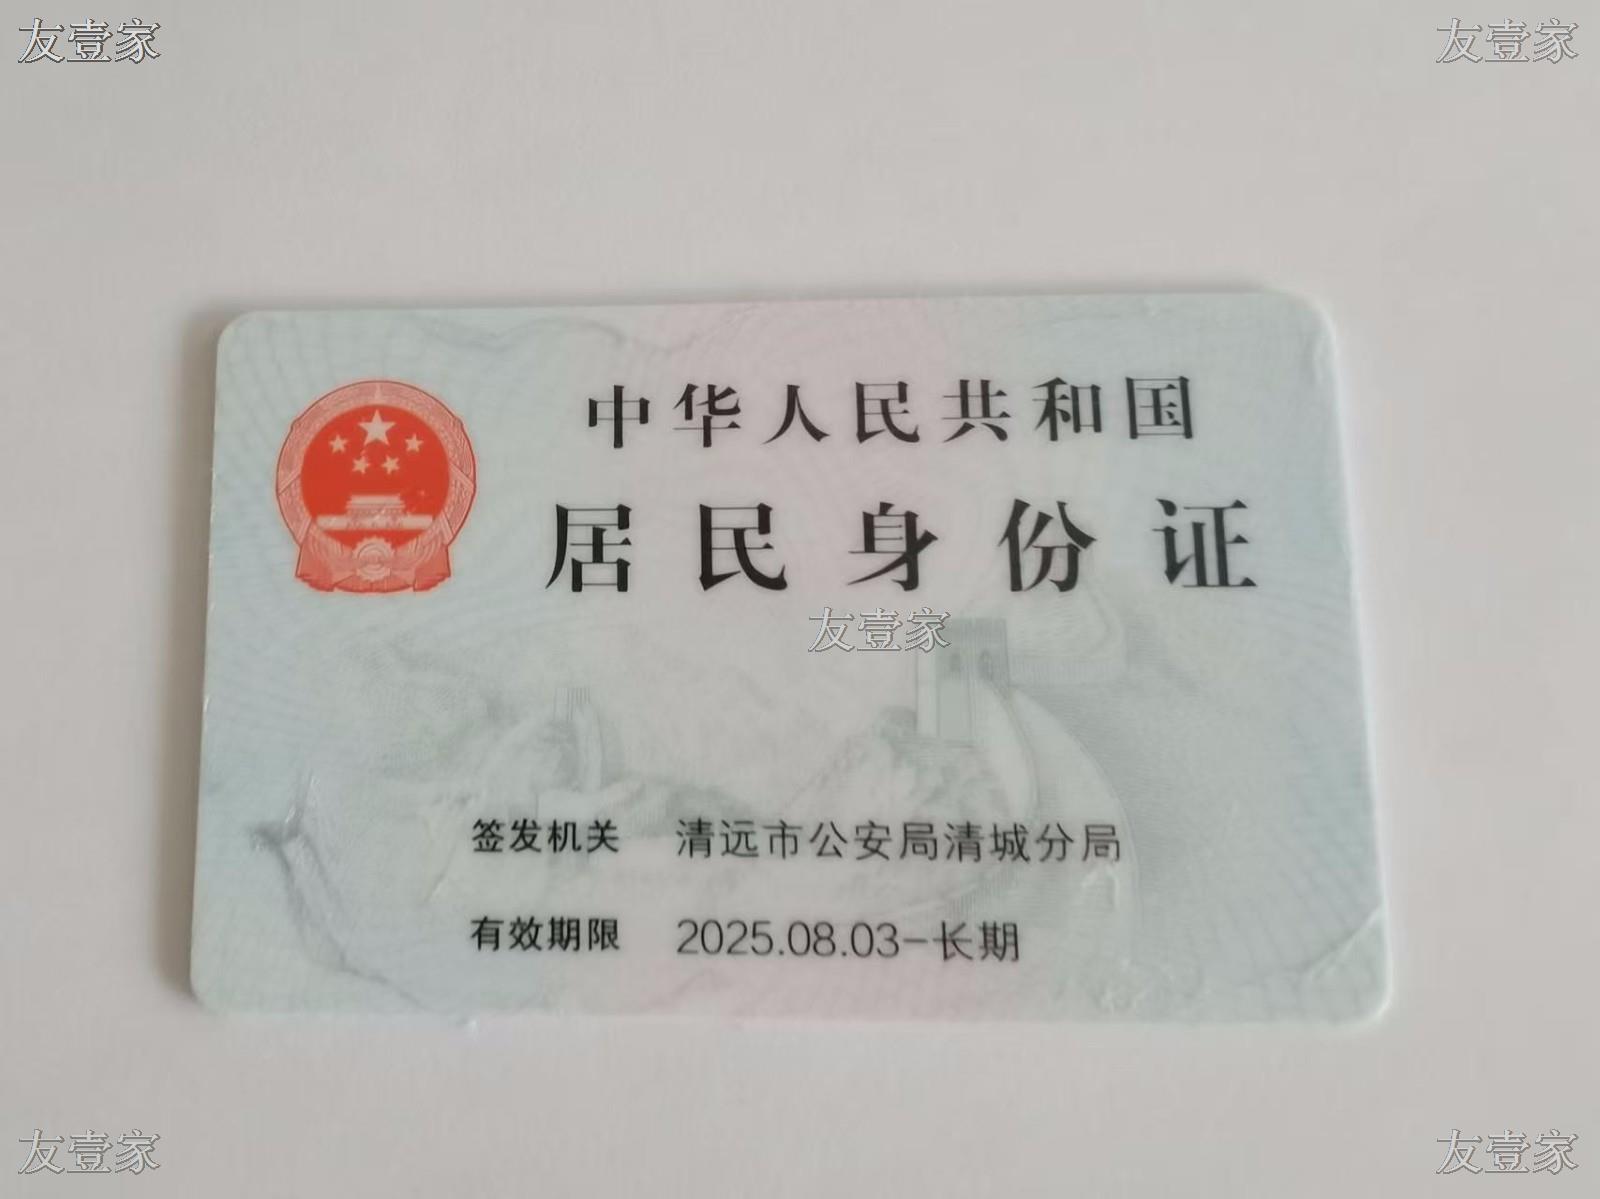 友壹家
友壹家
中华人民共和国
居民身份证
友壹家
签发机关 清远市公安局清城分局
有效期限 2025.08.03-长期
友壹家
友壹家